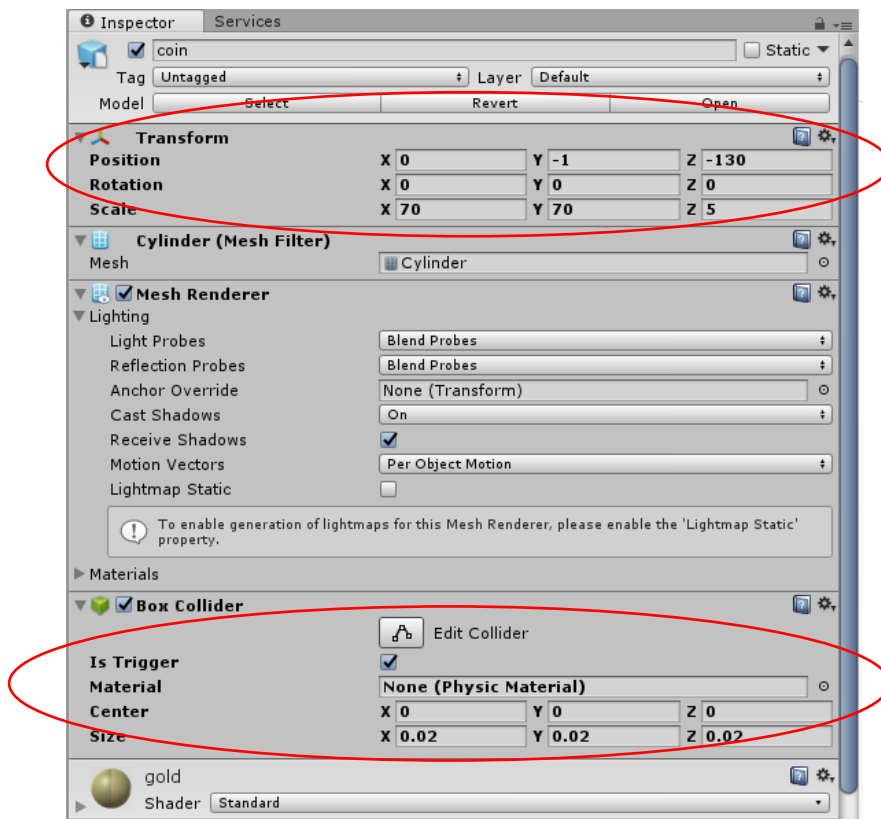 Inspector Services
coin Static
Tag Untagged Layer Default
Model Select Revert Open
Transform
Position X 0 Y -1 Z -130
Rotation X 0 Y 0 Z 0
Scale X 70 Y 70 Z 5
Cylinder (Mesh Filter)
Mesh Cylinder
Mesh Renderer
Lighting
Light Probes Blend Probes
Reflection Probes Blend Probes
Anchor Override None (Transform)
Cast Shadows On
Receive Shadows
Motion Vectors Per Object Motion
Lightmap Static
To enable generation of lightmaps for this Mesh Renderer, please enable the 'Lightmap Static'
property.
Materials
Box Collider
Edit Collider
Is Trigger
Material None (Physic Material)
Center X 0 Y 0 Z 0
Size X 0.02 Y 0.02 Z 0.02
gold
Shader Standard